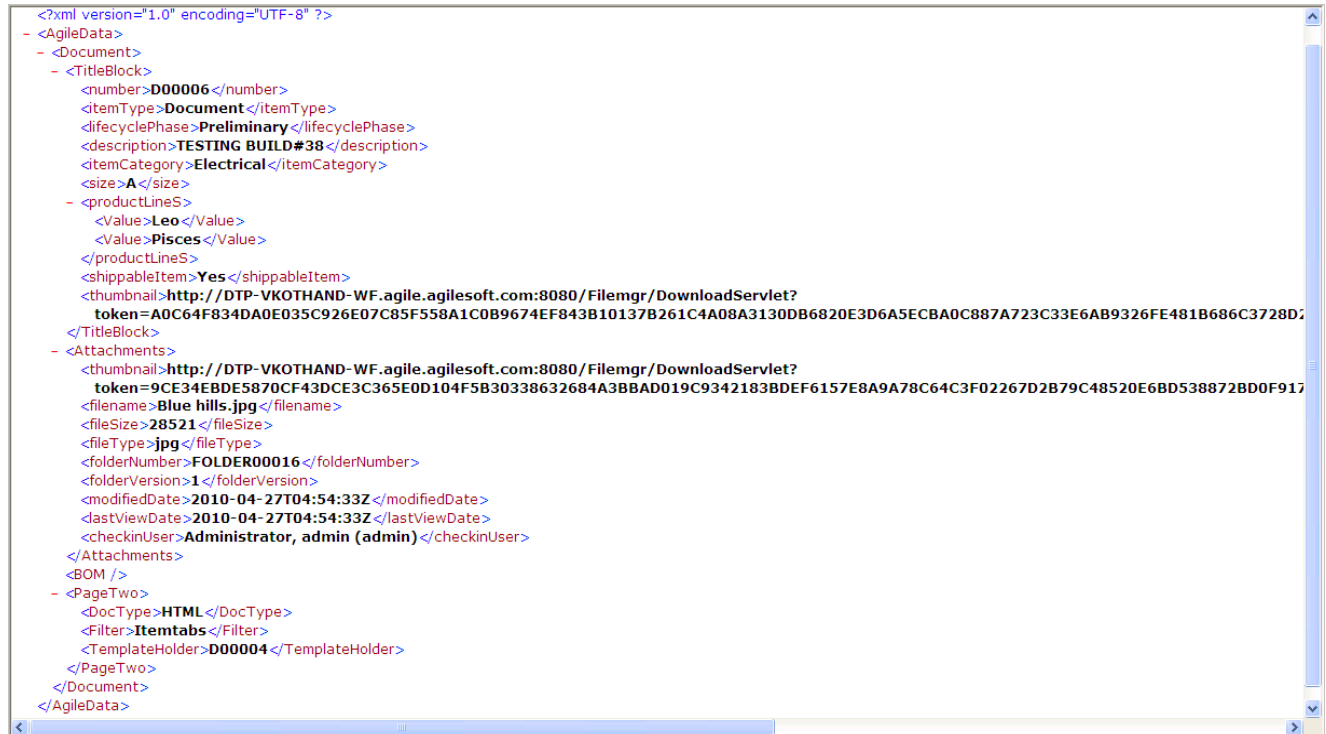 <?xml version="1.0" encoding="UTF-8" ?>
- <AgileData>
- <Document>
- <TitleBlock>
<number>D00006</number>
<itemType>Document</itemType>
<lifecyclePhase>Preliminary</lifecyclePhase>
<description>TESTING BUILD#38</description>
<itemCategory>Electrical</itemCategory>
<size>A</size>
- <productLineS>
<Value>Leo</Value>
<Value>Pisces</Value>
</productLineS>
<shippableItem>Yes</shippableItem>
<thumbnail>http://DTP-VKOTHAND-WF.agile.agilesoft.com:8080/Filemgr/DownloadServlet?
token=A0C64F834DA0E035C926E07C85F558A1C0B9674EF843B10137B261C4A08A3130DB6820E3D6A5ECBA0C887A723C33E6AB9326FE481B686C3728D2
</TitleBlock>
- <Attachments>
<thumbnail>http://DTP-VKOTHAND-WF.agile.agilesoft.com:8080/Filemgr/DownloadServlet?
token=9CE34EBDE5870CF43DCE3C365E0D104F5B30338632684A3BBAD019C9342183BDEF6157E8A9A78C64C3F02267D2B79C48520E6BD538872BD0F917
<filename>Blue hills.jpg</filename>
<fileSize>28521</fileSize>
<fileType>jpg</fileType>
<folderNumber>FOLDER00016</folderNumber>
<folderVersion>1</folderVersion>
<modifiedDate>2010-04-27T04:54:33Z</modifiedDate>
<lastViewDate>2010-04-27T04:54:33Z</lastViewDate>
<checkinUser>Administrator, admin (admin)</checkinUser>
</Attachments>
<BOM />
- <PageTwo>
<DocType>HTML</DocType>
<Filter>Itemtabs</Filter>
<TemplateHolder>D00004</TemplateHolder>
</PageTwo>
</Document>
</AgileData>